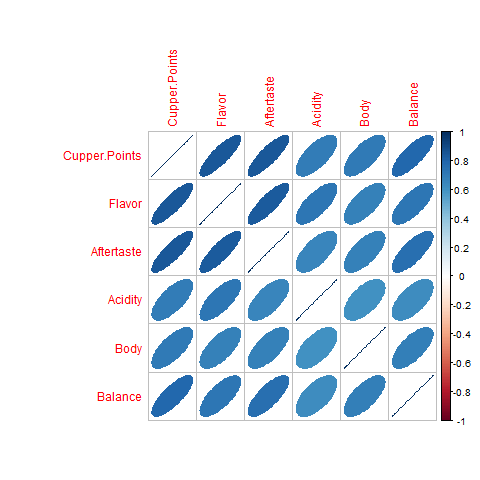 Cupper.Points
Flavor
Aftertaste
Acidity
Body
Balance
Cupper.Points
Flavor
Aftertaste
Acidity
Body
Balance
1
0.8
0.6
0.4
0.2
0
-0.2
-0.4
-0.6
-0.8
-1